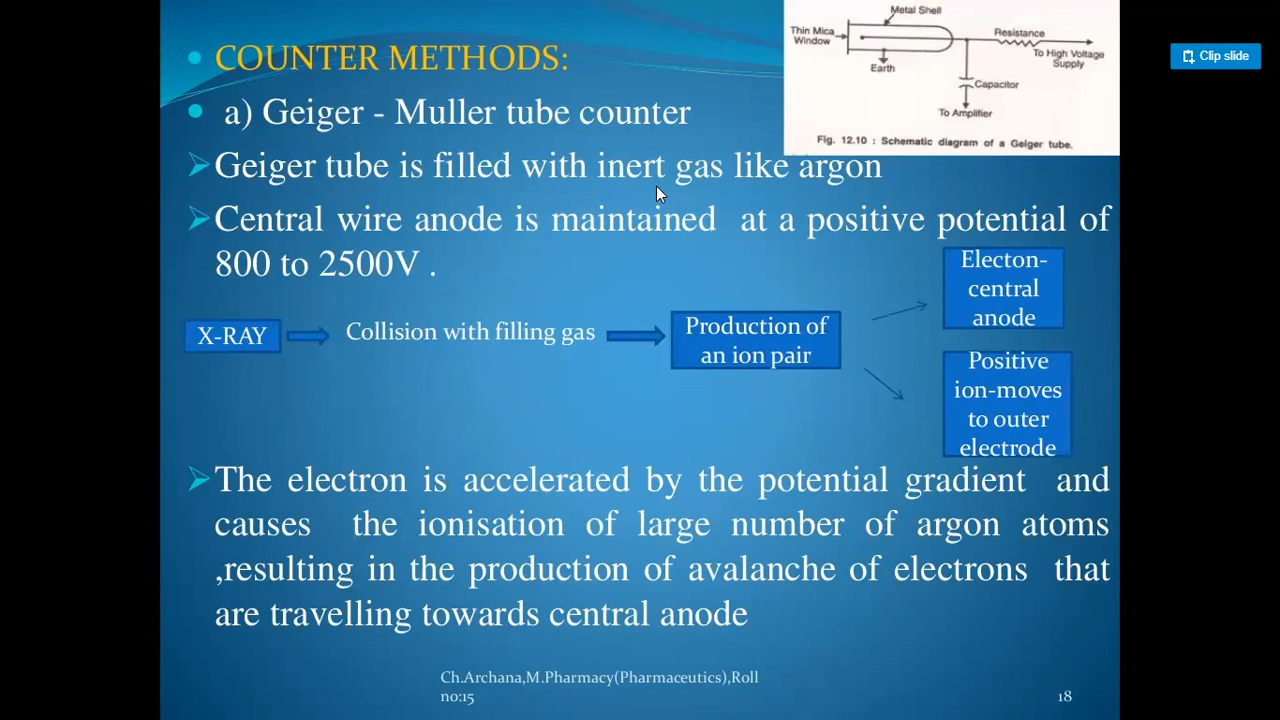 COUNTER METHODS:
a) Geiger - Muller tube counter
Geiger tube is filled with inert gas like argon
Central wire anode is maintained at a positive potential of
800 to 2500V .
Metal Shell
Thin Mica
Window
Resistance
To High Voltage
Supply
Earth
Capacitor
To Amplifier
Fig. 12.10 : Schematic diagram of a Geiger tube.
Clip slide
X-RAY
Collision with filling gas
Production of
an ion pair
Electon-
central
anode
Positive
ion-moves
to outer
electrode
The electron is accelerated by the potential gradient and
causes the ionisation of large number of argon atoms
,resulting in the production of avalanche of electrons that
are travelling towards central anode
Ch.Archana,M.Pharmacy(Pharmaceutics),Roll
no:15
18